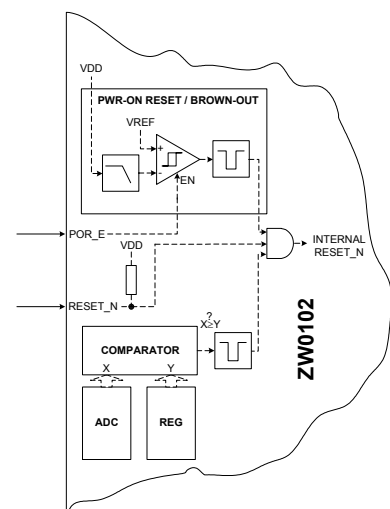 VDD
PWR-ON RESET / BROWN-OUT
VREF
+
-
EN
POR_E
VDD
INTERNAL
RESET_N
RESET_N
?
X≥Y
COMPARATOR
X
Y
ADC
REG
ZW0102